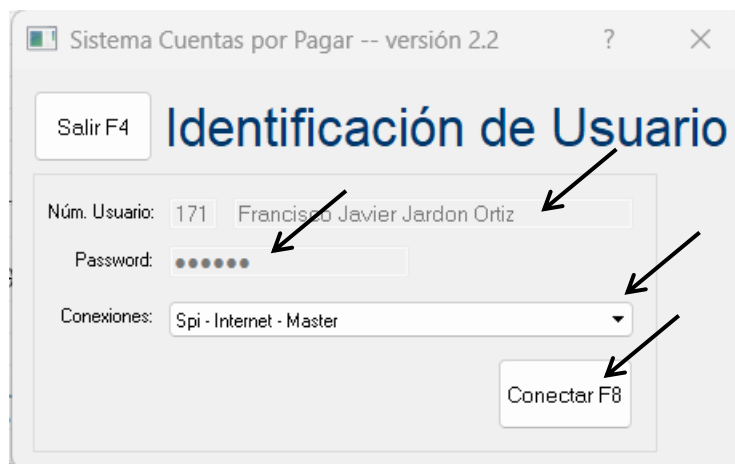 Sistema Cuentas por Pagar -- versión 2.2 ?
Salir F4
Identificación de Usuario
Núm. Usuario: 171 Francisco Javier Jardon Ortiz
Password: ●●●●●●
Conexiones: Spi - Internet - Master
Conectar F8